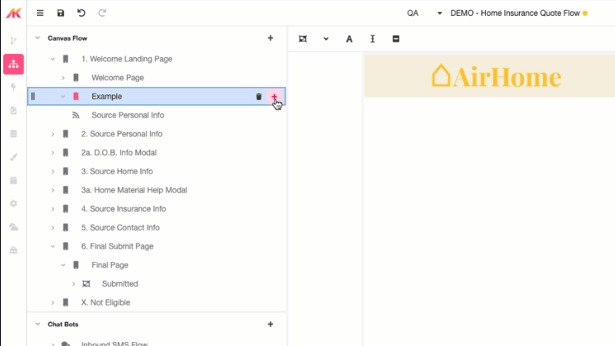 QA
DEMO - Home Insurance Quote Flow
Canvas Flow
1. Welcome Landing Page
Welcome Page
Example
Source Personal Info
2. Source Personal Info
2a. D.O.B. Info Modal
3. Source Home Info
3a. Home Material Help Modal
4. Source Insurance Info
5. Source Contact Info
6. Final Submit Page
Final Page
Submitted
X. Not Eligible
Chat Bots
Inbound SMS Flow
A
AirHome